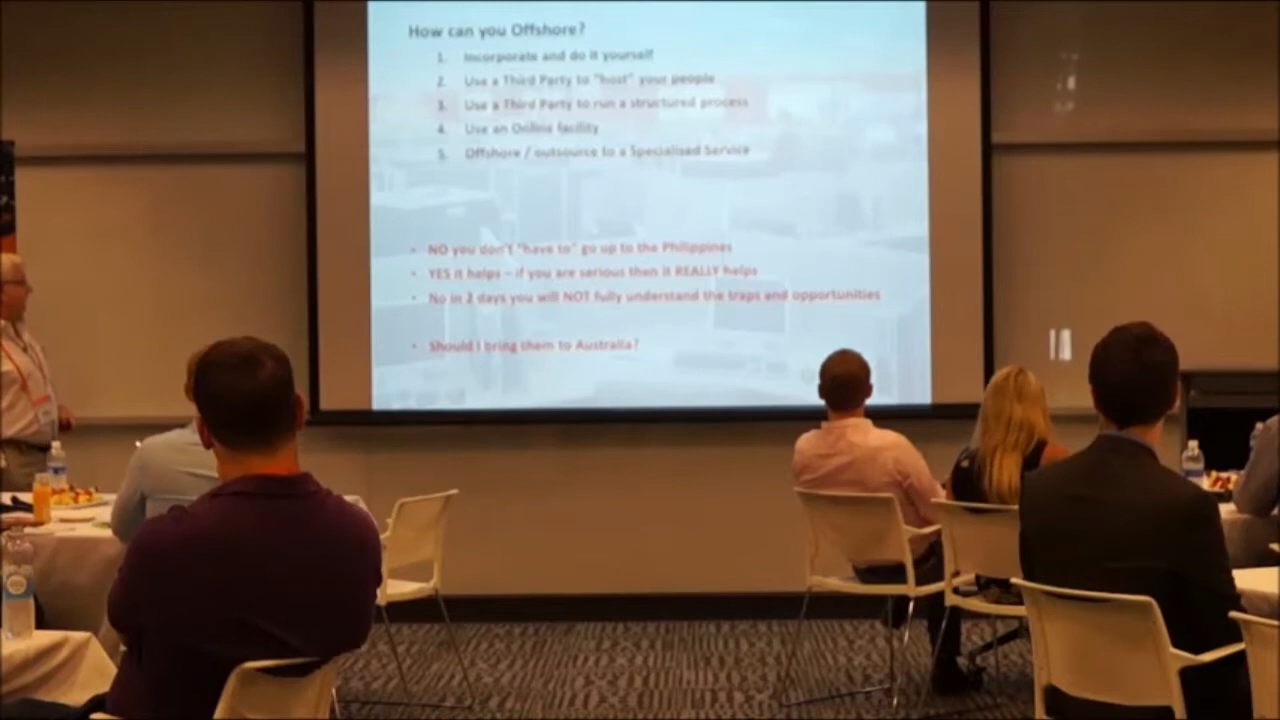 How can you Offshore?
1. Incorporate and do it yourself
2. Use a Third Party to "host" your people
3. Use a Third Party to run a structured process
4. Use an Online facility
5. Offshore / outsource to a Specialised Service
• NO you don't "have to" go up to the Philippines
• YES it helps – if you are serious then it REALLY helps
• No in 2 days you will NOT fully understand the traps and opportunities
• Should I bring them to Australia?